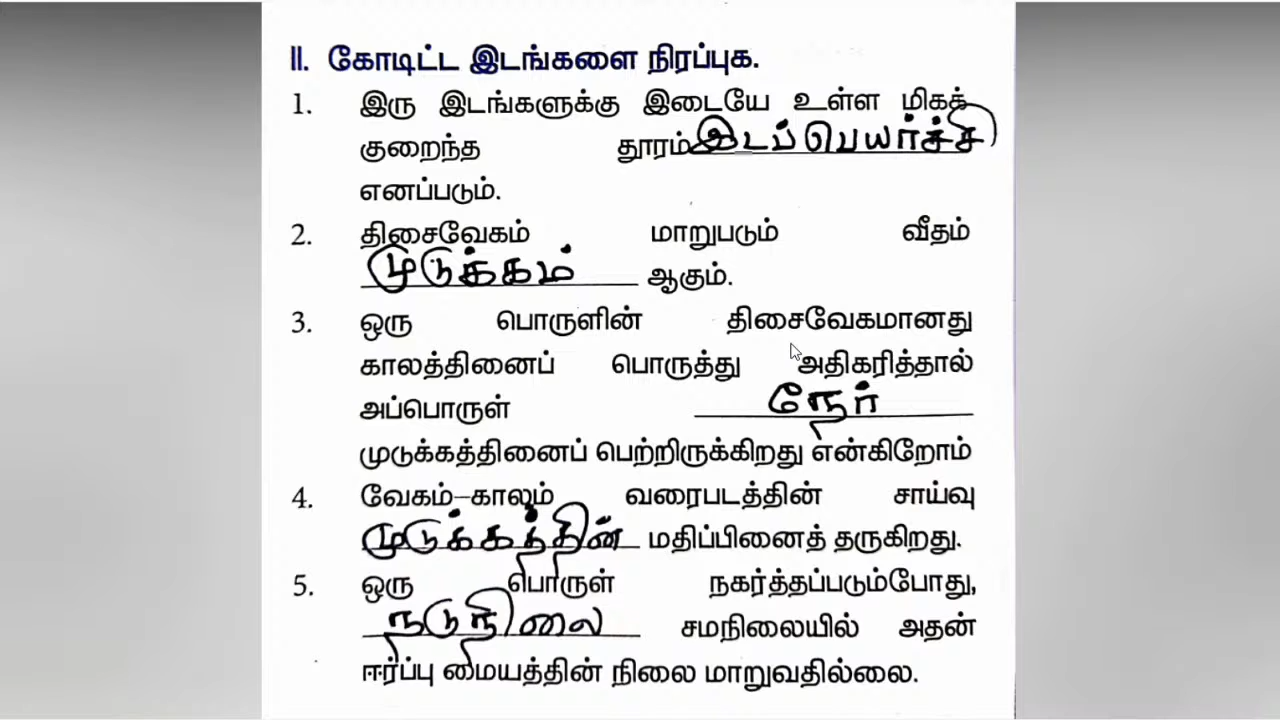 II. கோடிட்ட இடங்களை நிரப்புக.
1. இரு இடங்களுக்கு இடையே உள்ள மிகக்
குறைந்த தூரம் இடப்பெயர்ச்சி
எனப்படும்.
2. திசைவேகம் மாறுபடும் வீதம்
முடுக்கம் ஆகும்.
3. ஒரு பொருளின் திசைவேகமானது
காலத்தினைப் பொருத்து அதிகரித்தால்
அப்பொருள் நேர்
முடுக்கத்தினைப் பெற்றிருக்கிறது என்கிறோம்
4. வேகம்–காலம் வரைபடத்தின் சாய்வு
முடுக்கத்தின் மதிப்பினைத் தருகிறது.
5. ஒரு பொருள் நகர்த்தப்படும்போது,
நடுநிலை சமநிலையில் அதன்
ஈர்ப்பு மையத்தின் நிலை மாறுவதில்லை.